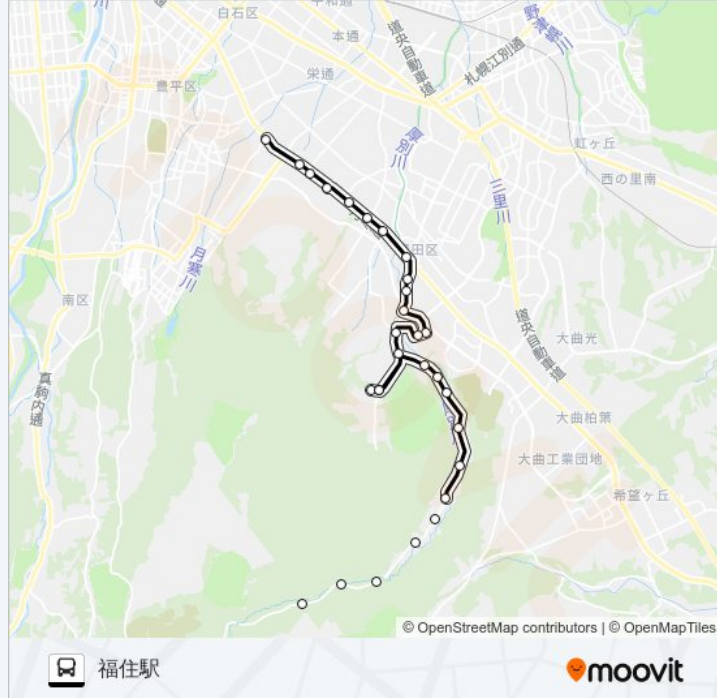 白石区
本通
野津幌川
道央自動車道
札幌江別通
栄通
豊平区
厚別川
虹ヶ丘
三里川
西の里南
田区
月寒川
南区
道央自動車道
大曲光
真駒内通
大曲柏葉
大曲工業団地
希望ヶ丘
© OpenStreetMap contributors | © OpenMapTiles
福住駅
moovit